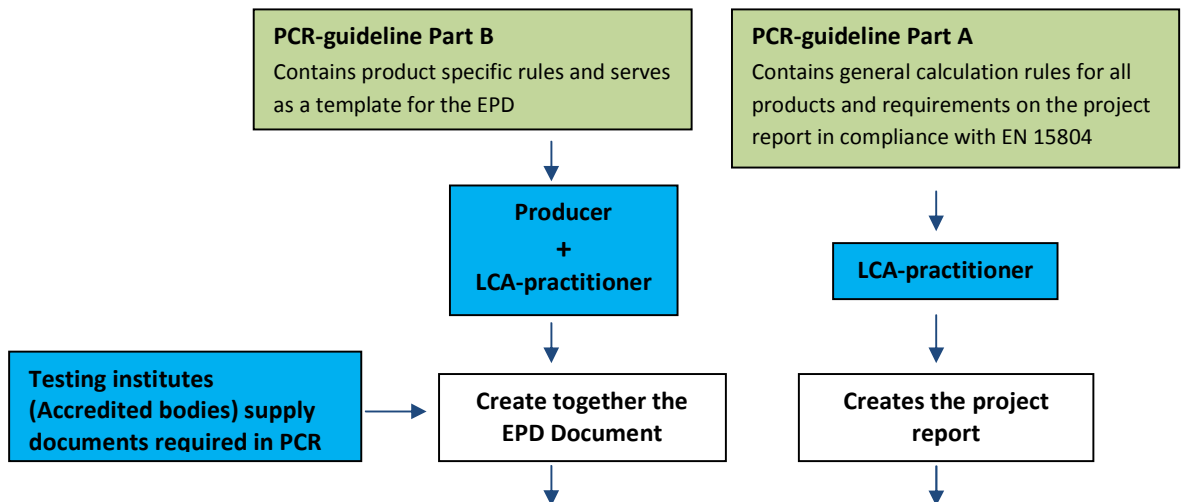 PCR-guideline Part B
Contains product specific rules and serves
as a template for the EPD
PCR-guideline Part A
Contains general calculation rules for all
products and requirements on the project
report in compliance with EN 15804
Producer
+
LCA-practitioner
LCA-practitioner
Testing institutes
(Accredited bodies) supply
documents required in PCR
Create together the
EPD Document
Creates the project
report